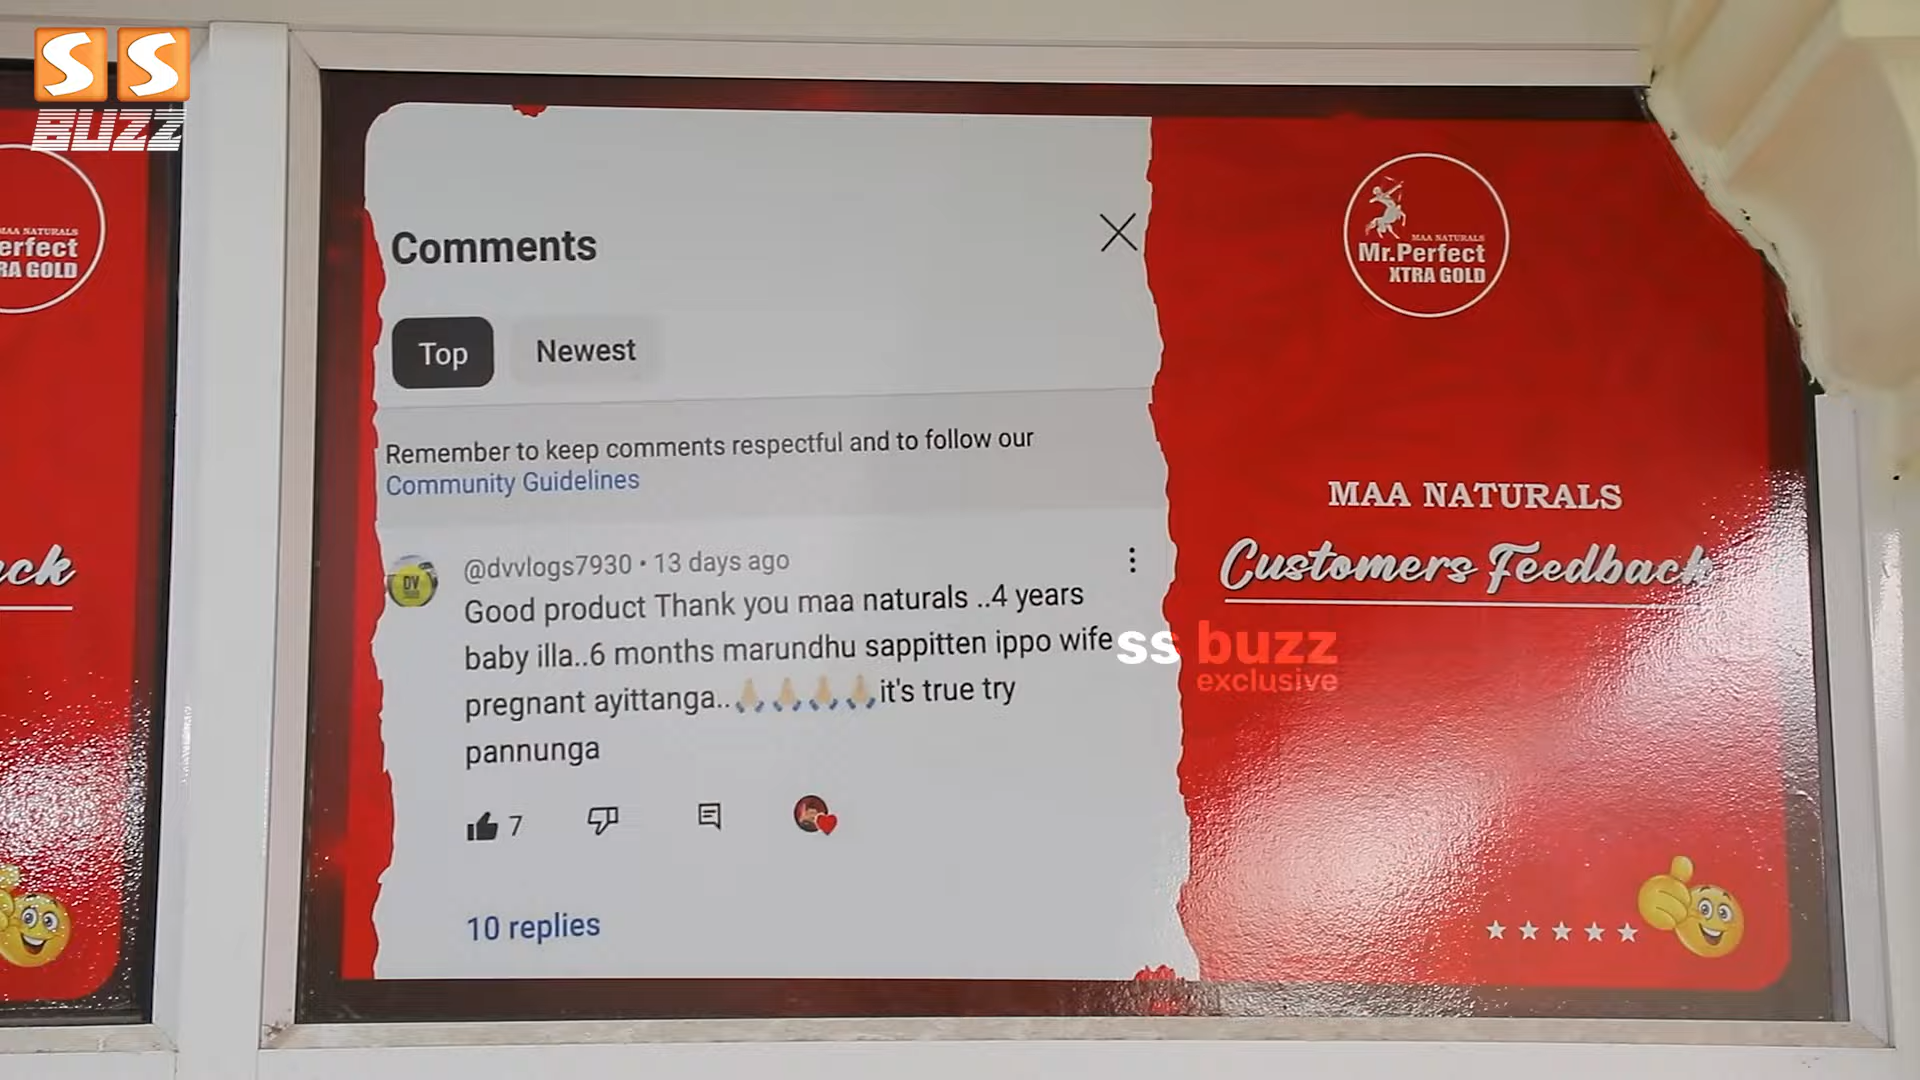 SS
BUZZ
MAA NATURALS
erfect
RA GOLD
ck
Comments
Top
Newest
Remember to keep comments respectful and to follow our
Community Guidelines
DV
@dvvlogs7930 • 13 days ago
Good product Thank you maa naturals ..4 years
baby illa..6 months marundhu sappitten ippo wife
pregnant ayittanga..🙏🙏🙏🙏it's true try
pannunga
7
10 replies
MAA NATURALS
Mr.Perfect
XTRA GOLD
MAA NATURALS
Customers Feedback
ss buzz
exclusive